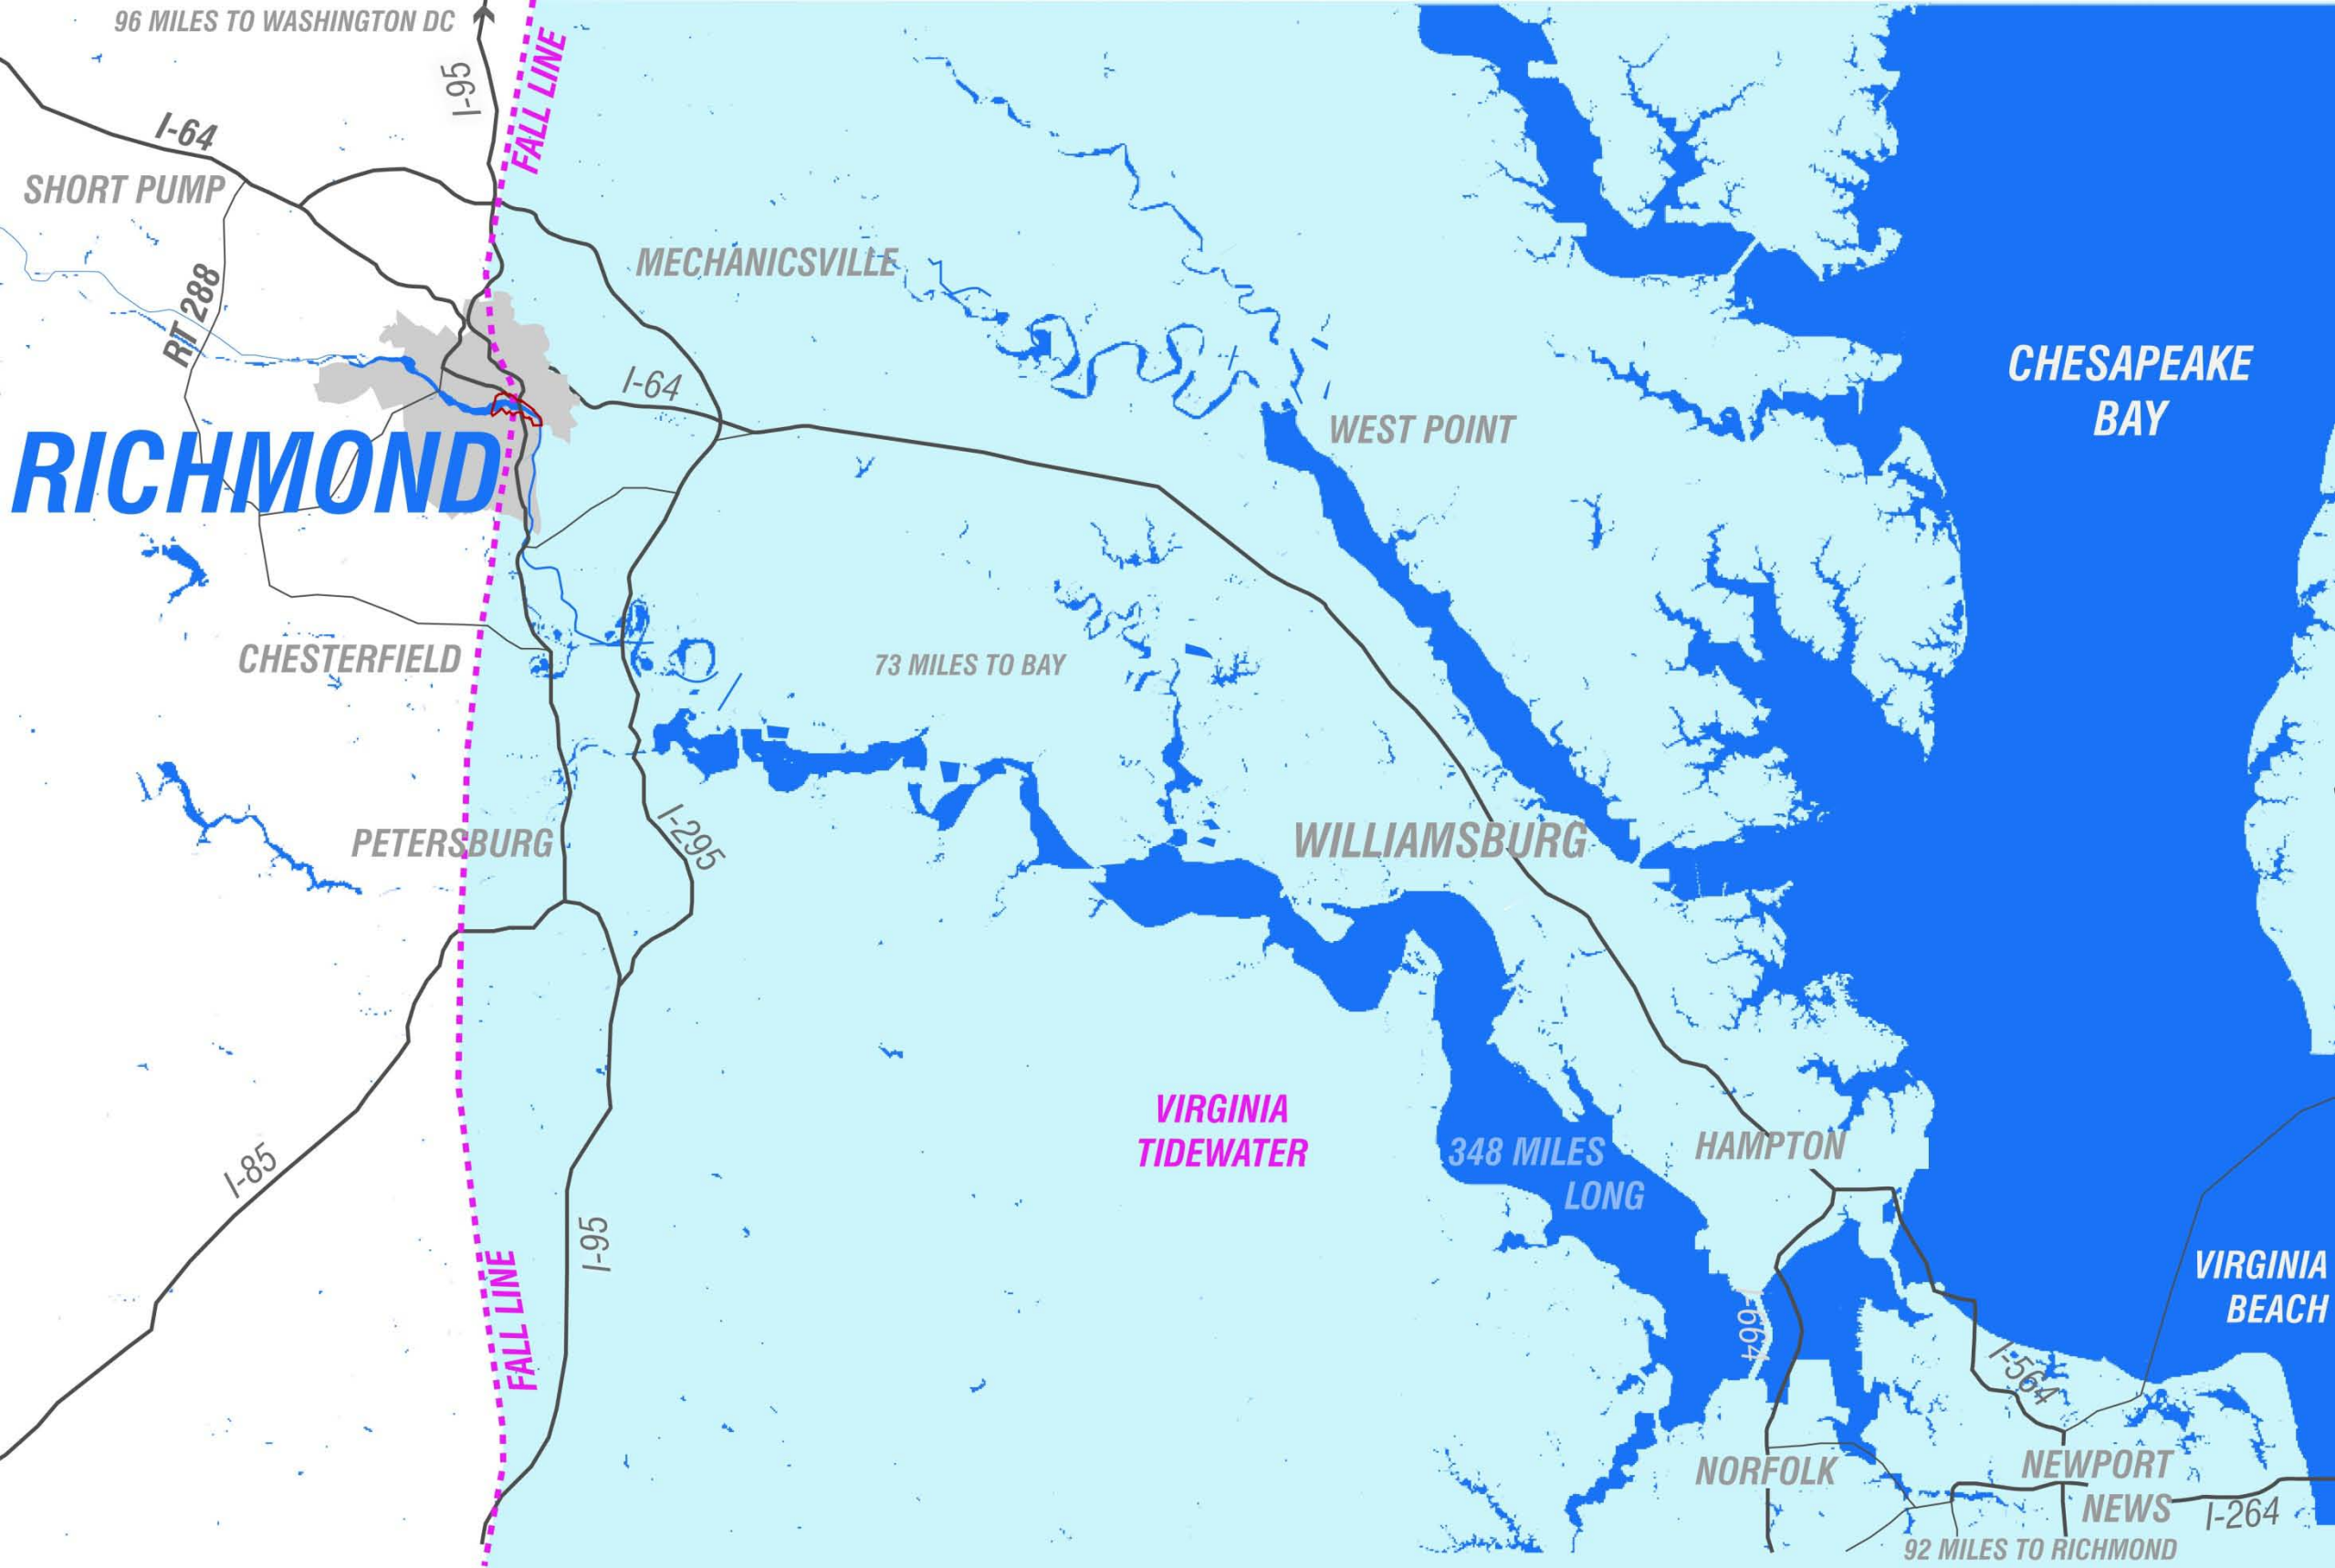 96 MILES TO WASHINGTON DC
I-95
FALL LINE
I-64
SHORT PUMP
RT 288
MECHANICSVILLE
I-64
CHESAPEAKE
BAY
WEST POINT
RICHMOND
CHESTERFIELD
73 MILES TO BAY
PETERSBURG
I-295
WILLIAMSBURG
VIRGINIA
TIDEWATER
348 MILES
LONG
HAMPTON
I-85
I-95
FALL LINE
VIRGINIA
BEACH
I-664
I-564
NORFOLK
NEWPORT
NEWS
I-264
92 MILES TO RICHMOND